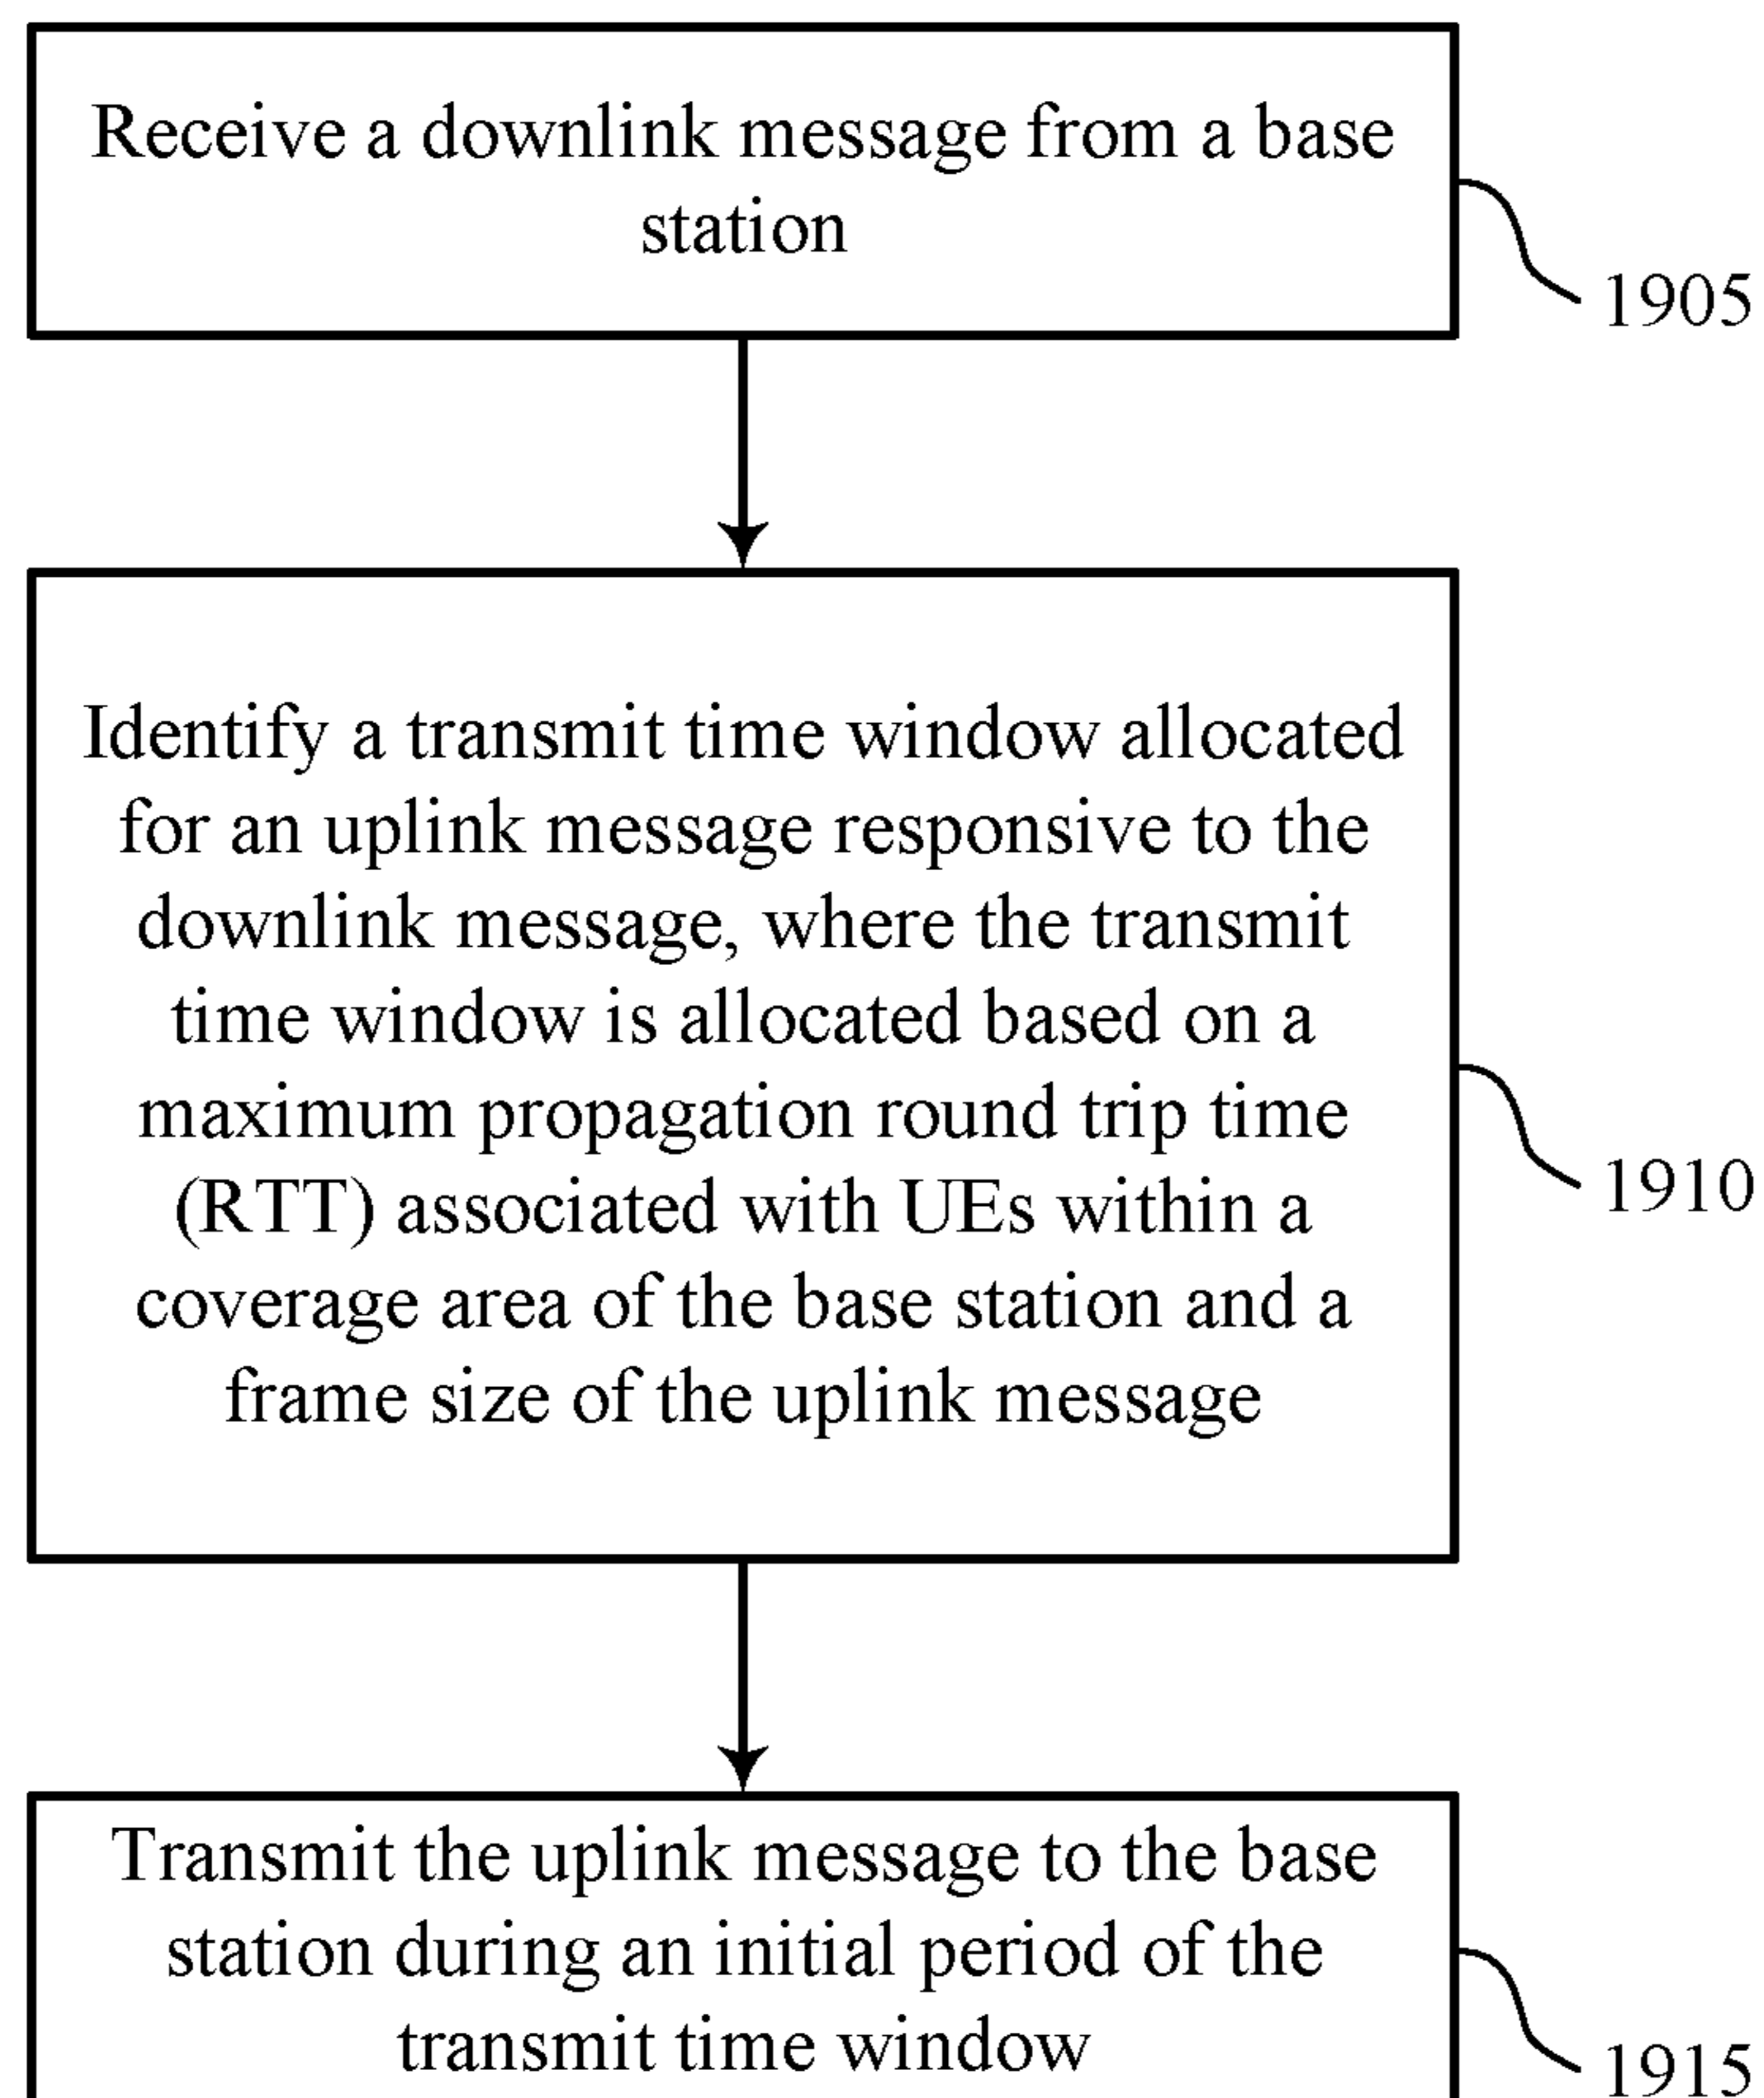 Receive a downlink message from a base
station
1905
Identify a transmit time window allocated
for an uplink message responsive to the
downlink message, where the transmit
time window is allocated based on a
maximum propagation round trip time
(RTT) associated with UEs within a
coverage area of the base station and a
frame size of the uplink message
1910
Transmit the uplink message to the base
station during an initial period of the
transmit time window
1915